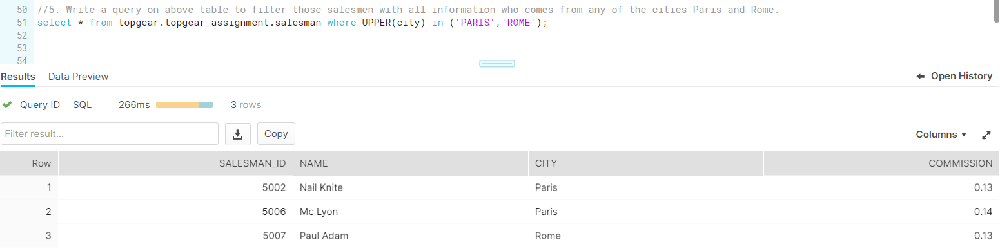 50 //5. Write a query on above table to filter those salesmen with all information who comes from any of the cities Paris and Rome.
51 select * from topgear.topgear_assignment.salesman where UPPER(city) in ('PARIS','ROME');
52
53
54
Results Data Preview Open History
Query ID SQL 266ms 3 rows
Filter result... Copy Columns
Row SALESMAN_ID NAME CITY COMMISSION
1 5002 Nail Knite Paris 0.13
2 5006 Mc Lyon Paris 0.14
3 5007 Paul Adam Rome 0.13